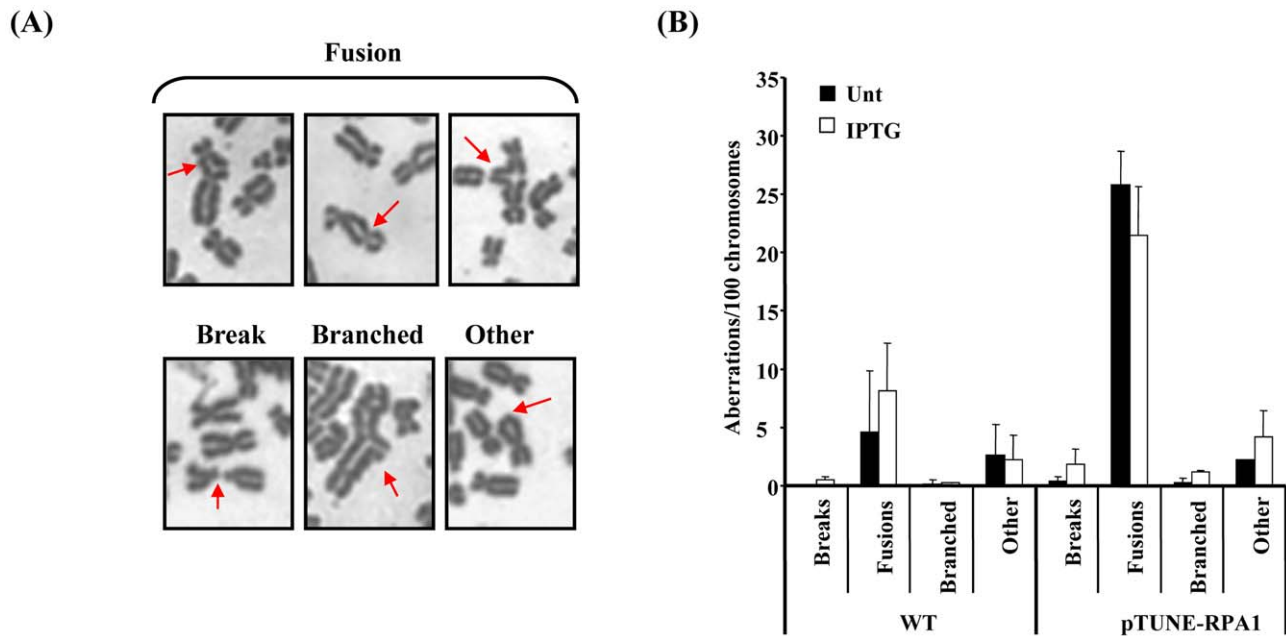 (A)
Fusion
Break Branched Other
(B)
Aberrations/100 chromosomes
35
30
25
20
15
10
5
0
Unt
IPTG
Breaks
Fusions
Branched
Other
Breaks
Fusions
Branched
Other
WT
pTUNE-RPA1